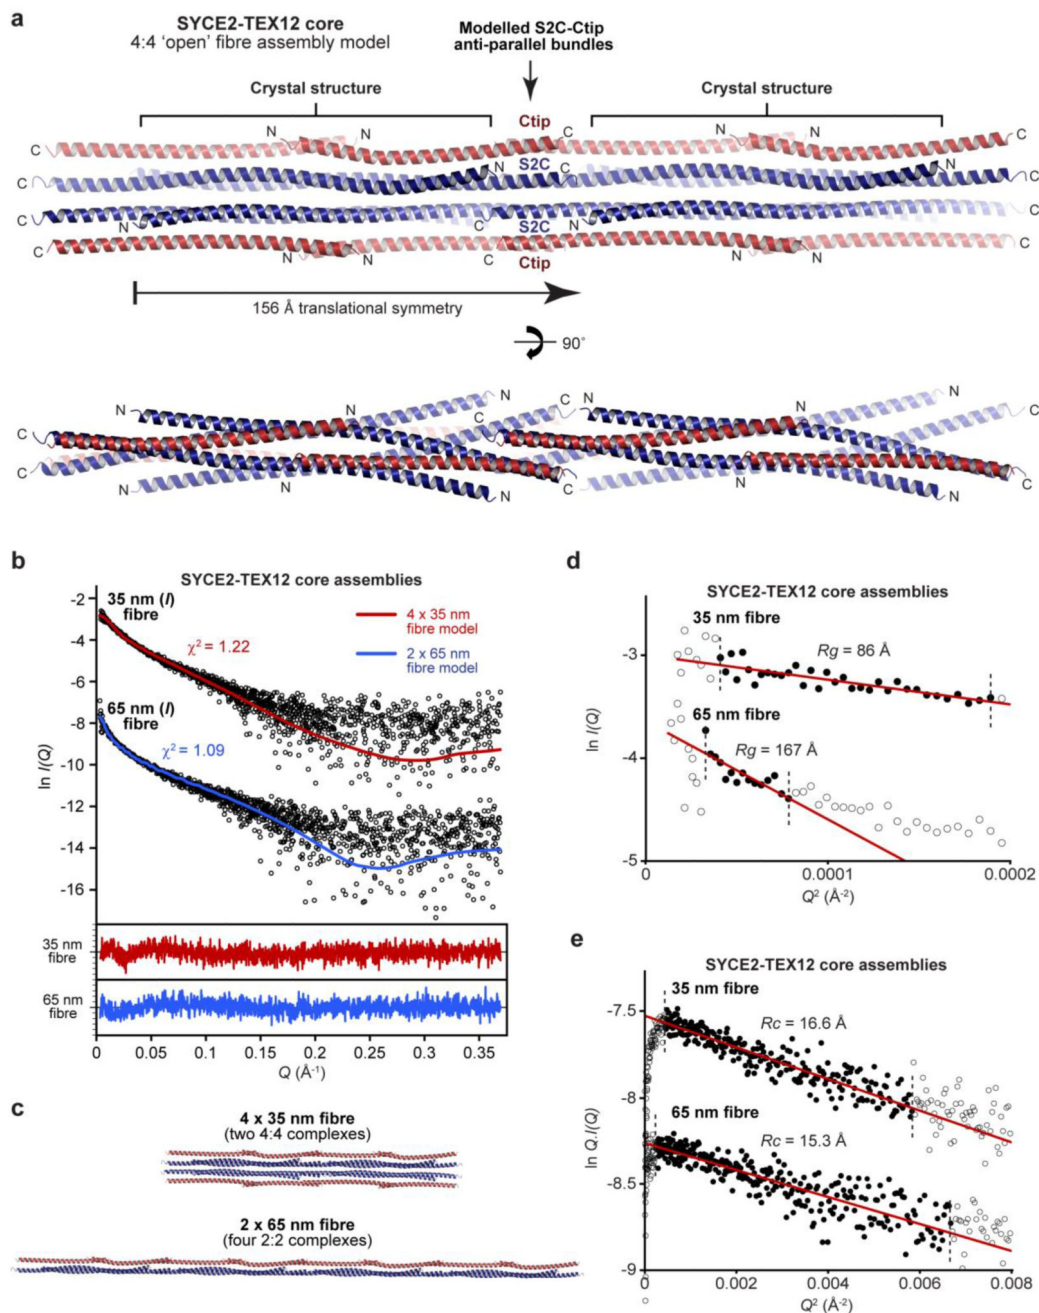 a
SYCE2-TEX12 core
4:4 ‘open’ fibre assembly model
Modelled S2C-Ctip
anti-parallel bundles
Crystal structure
Crystal structure
Ctip
N
N
C
N
N
C
C
S2C
N
N
C
C
C
C
N
S2C
N
C
C
N
N
C
Ctip
N
N
C
156 Å translational symmetry
90°
N
N
N
N
C
C
C
C
C
C
C
C
N
N
N
N
b
SYCE2-TEX12 core assemblies
35 nm (I)
fibre
χ² = 1.22
4 x 35 nm
fibre model
2 x 65 nm
fibre model
65 nm (I)
fibre
χ² = 1.09
ln I(Q)
-2
-4
-6
-8
-10
-12
-14
-16
35 nm
fibre
65 nm
fibre
0 0.05 0.1 0.15 0.2 0.25 0.3 0.35
Q (Å⁻¹)
c
4 x 35 nm fibre
(two 4:4 complexes)
2 x 65 nm fibre
(four 2:2 complexes)
d
SYCE2-TEX12 core assemblies
35 nm fibre
Rg = 86 Å
65 nm fibre
Rg = 167 Å
ln I(Q)
-3
-4
-5
0 0.0001 0.0002
Q² (Å⁻²)
e
SYCE2-TEX12 core assemblies
35 nm fibre
Rc = 16.6 Å
65 nm fibre
Rc = 15.3 Å
ln Q.I(Q)
-7.5
-8
-8.5
-9
0 0.002 0.004 0.006 0.008
Q² (Å⁻²)